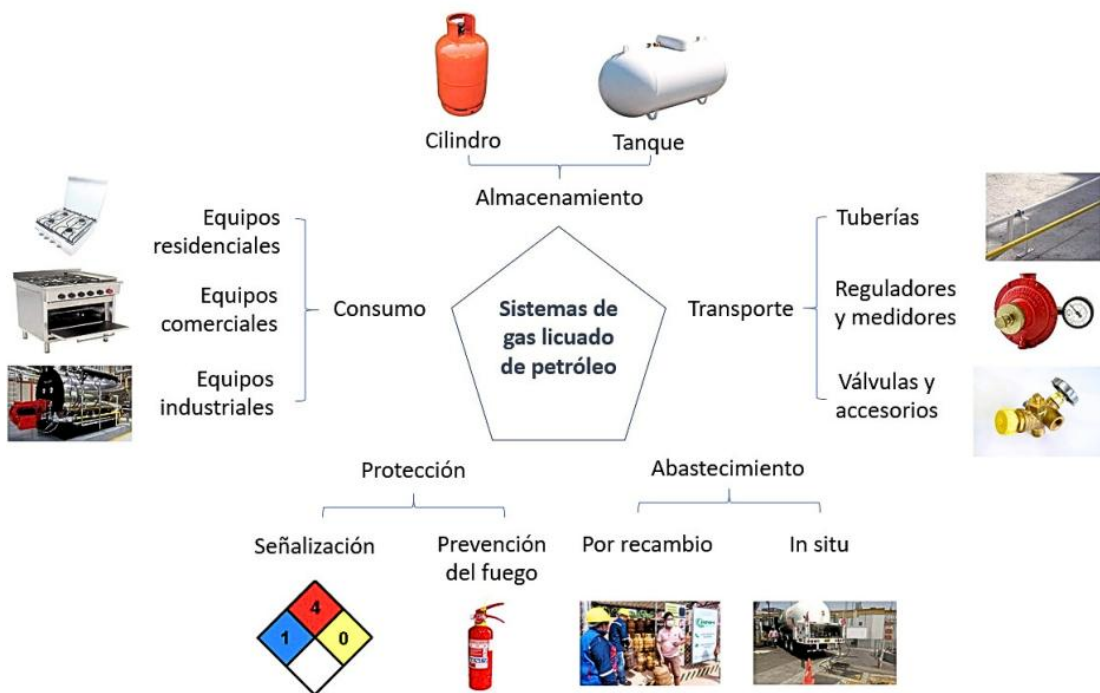 Cilindro
Tanque
Almacenamiento
Equipos
residenciales
Equipos
comerciales
Equipos
industriales
Consumo
Sistemas de
gas licuado
de petróleo
Transporte
Tuberías
Reguladores
y medidores
Válvulas y
accesorios
Protección
Abastecimiento
Señalización
Prevención
del fuego
Por recambio
In situ
4
1
0